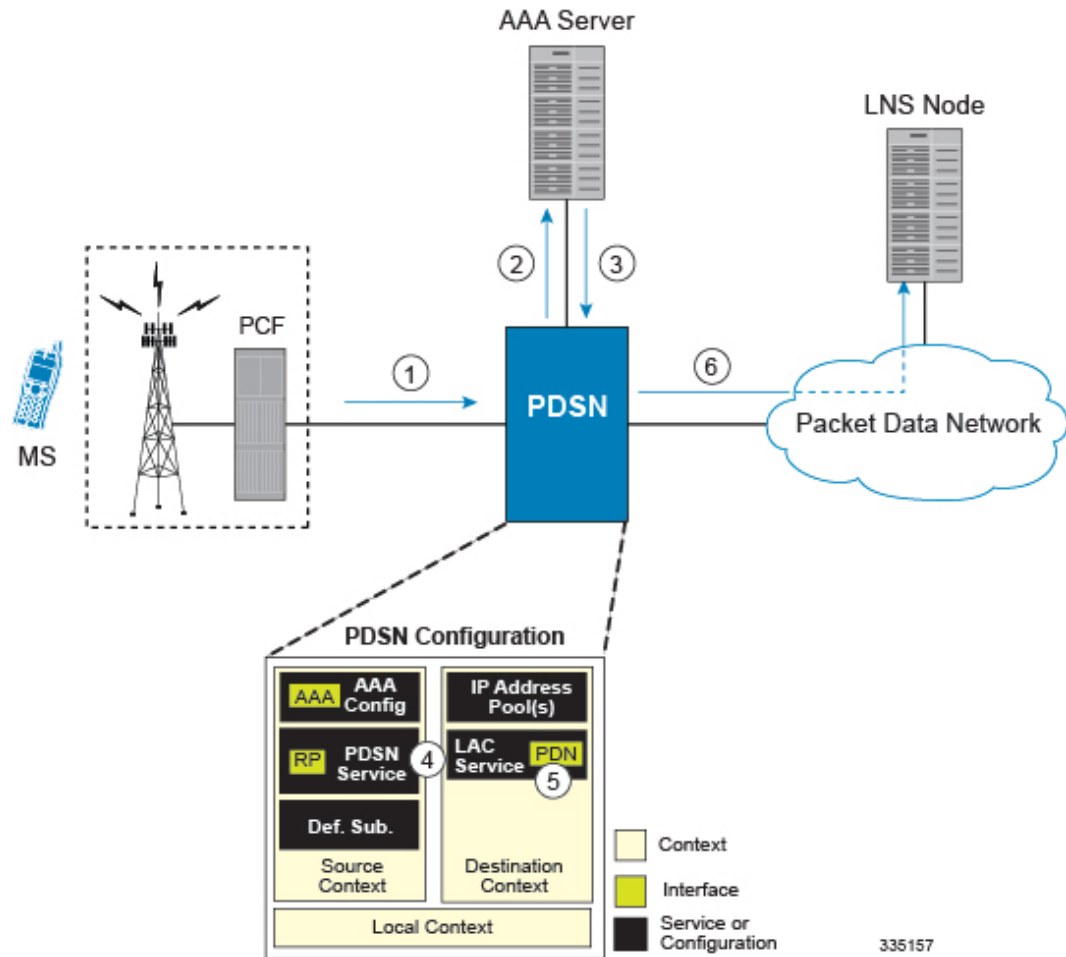 AAA Server
LNS Node
PCF
MS
1
2
3
PDSN
6
Packet Data Network
PDSN Configuration
AAA
AAA
Config
RP
PDSN
Service
4
Def. Sub.
Source
Context
IP Address
Pool(s)
LAC
Service
PDN
5
Destination
Context
Local Context
Context
Interface
Service or
Configuration
335157